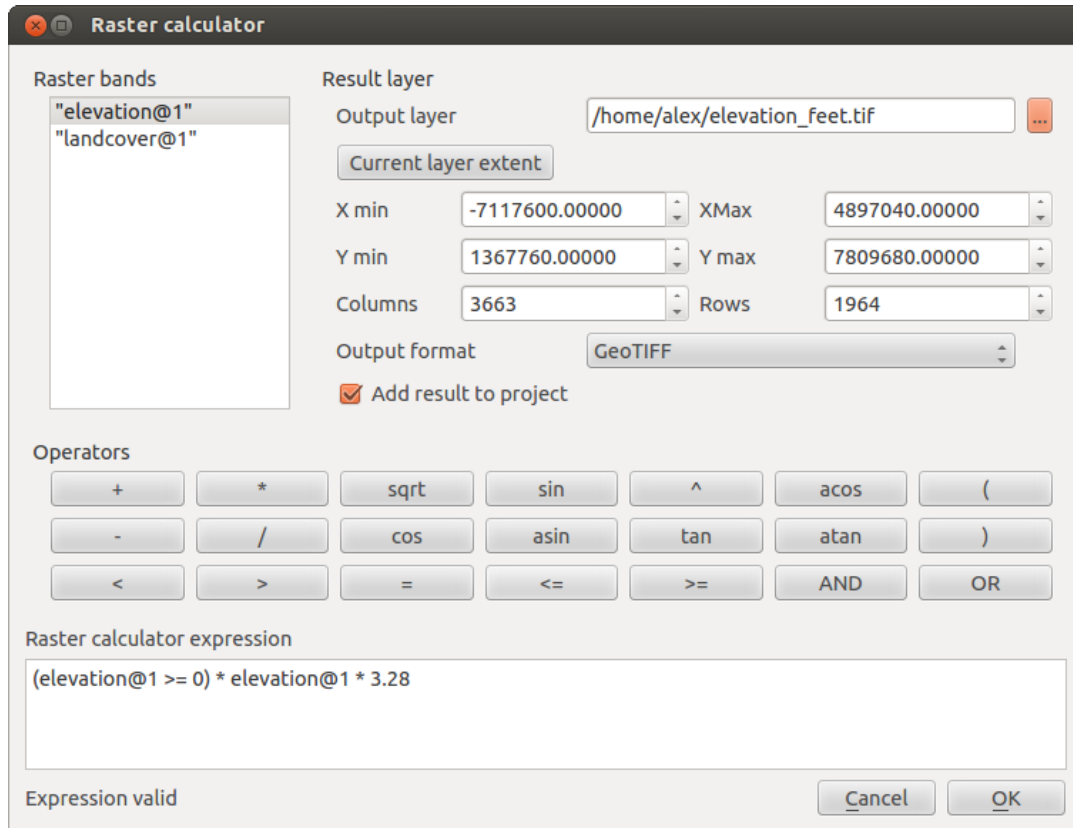 Raster calculator
Raster bands
"elevation@1"
"landcover@1"
Result layer
Output layer /home/alex/elevation_feet.tif ...
Current layer extent
X min -7117600.00000 XMax 4897040.00000
Y min 1367760.00000 Y max 7809680.00000
Columns 3663 Rows 1964
Output format GeoTIFF
Add result to project
Operators
+ * sqrt sin ^ acos (
- / cos asin tan atan )
< > = <= >= AND OR
Raster calculator expression
(elevation@1 >= 0) * elevation@1 * 3.28
Expression valid Cancel OK